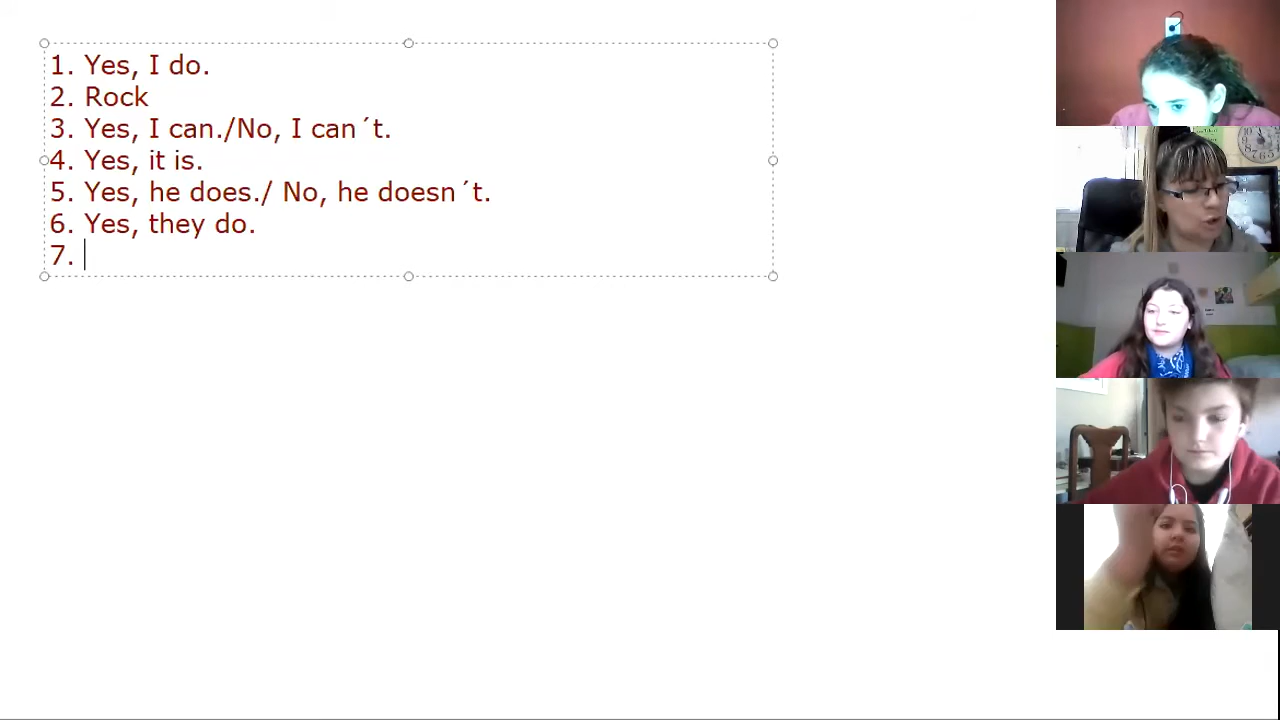 1. Yes, I do.
2. Rock
3. Yes, I can./No, I can´t.
4. Yes, it is.
5. Yes, he does./ No, he doesn´t.
6. Yes, they do.
7.